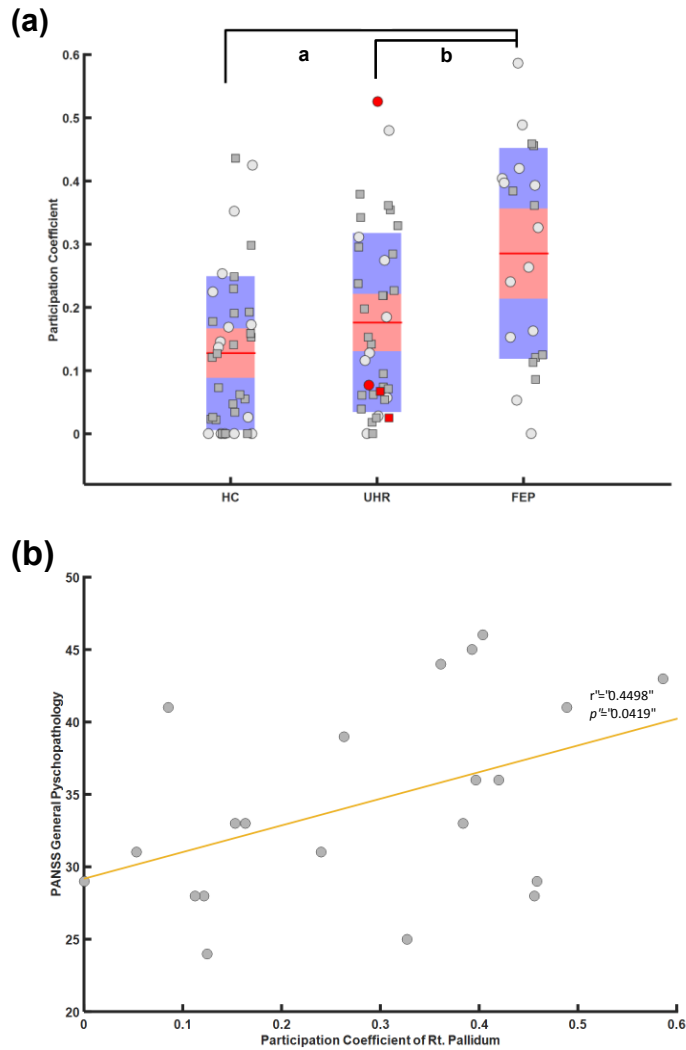 (a)
a
b
0.6
0.5
0.4
0.3
0.2
0.1
0
Participation Coefficient
HC UHR FEP
(b)
50
45
40
35
30
25
20
PANSS General Pyschopathology
r"="0.4498"
p"="0.0419"
0 0.1 0.2 0.3 0.4 0.5 0.6
Participation Coefficient of Rt. Pallidum